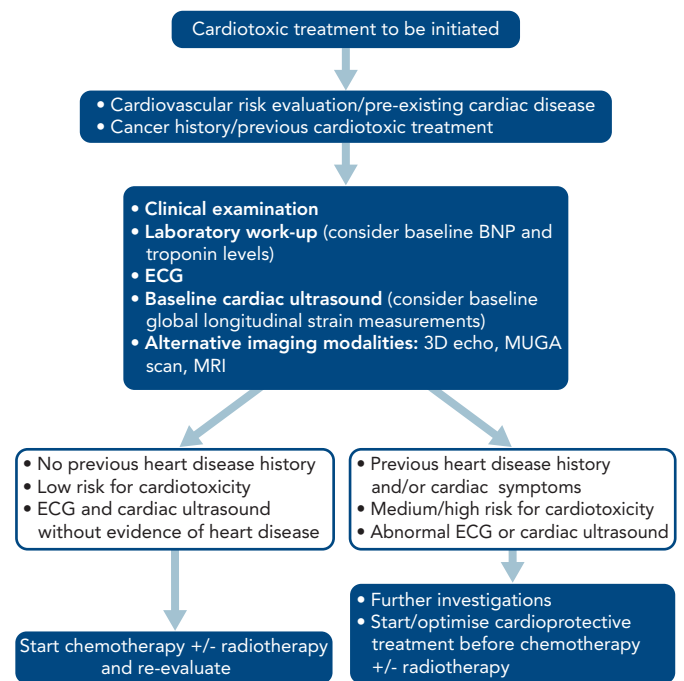 Cardiotoxic treatment to be initiated
• Cardiovascular risk evaluation/pre-existing cardiac disease
• Cancer history/previous cardiotoxic treatment
• Clinical examination
• Laboratory work-up (consider baseline BNP and
troponin levels)
• ECG
• Baseline cardiac ultrasound (consider baseline
global longitudinal strain measurements)
• Alternative imaging modalities: 3D echo, MUGA
scan, MRI
• No previous heart disease history
• Low risk for cardiotoxicity
• ECG and cardiac ultrasound
without evidence of heart disease
• Previous heart disease history
and/or cardiac symptoms
• Medium/high risk for cardiotoxicity
• Abnormal ECG or cardiac ultrasound
Start chemotherapy +/- radiotherapy
and re-evaluate
• Further investigations
• Start/optimise cardioprotective
treatment before chemotherapy
+/- radiotherapy